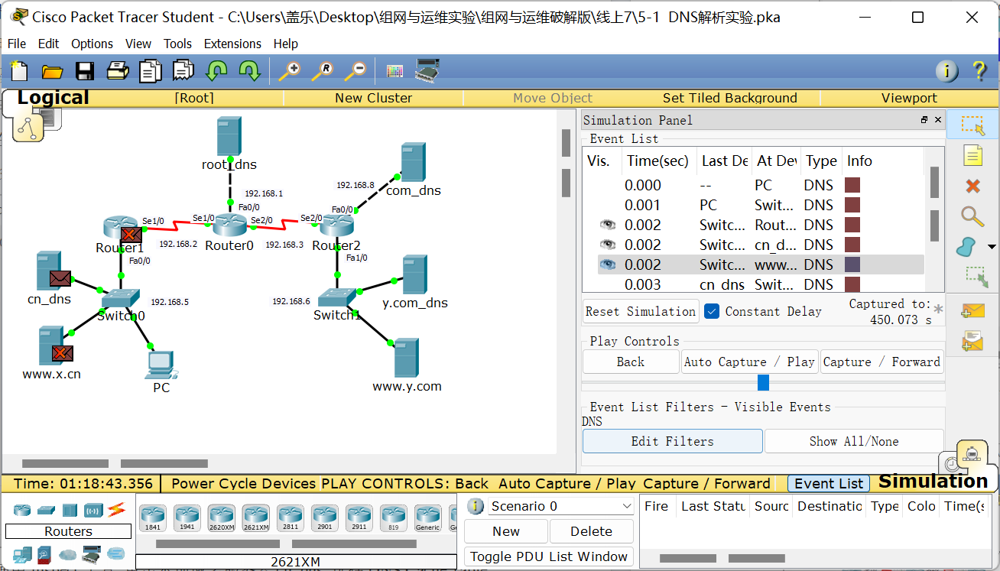 Cisco Packet Tracer Student - C:\Users\盖乐\Desktop\组网与运维实验\组网与运维破解版\线上7\5-1 DNS解析实验.pka
File Edit Options View Tools Extensions Help
Logical [Root] New Cluster Move Object Set Tiled Background Viewport
root_dns
192.168.1
Fa0/0
192.168.8
com_dns
Fa0/0
Se1/0
Se1/0
Se2/0
Se2/0
Router1
192.168.2
Router0
192.168.3
Router2
Fa0/0
Fa1/0
cn_dns
Switch0
192.168.5
192.168.6
Switch1
y.com_dns
www.x.cn
PC
www.y.com
Simulation Panel
Event List
Vis. Time(sec) Last De At Dev Type Info
0.000 -- PC DNS
0.001 PC Swit... DNS
0.002 Switc... Rout... DNS
0.002 Switc... cn_d... DNS
0.002 Switc... www... DNS
0.003 cn_dns Swit... DNS
Reset Simulation Constant Delay Captured to: *
450.073 s
Play Controls
Back Auto Capture / Play Capture / Forward
Event List Filters - Visible Events
DNS
Edit Filters Show All/None
Time: 01:18:43.356 Power Cycle Devices PLAY CONTROLS: Back Auto Capture / Play Capture / Forward Event List Simulation
Routers
1841 1941 2620XM 2621XM 2811 2901 2911 819 Generic Ge
2621XM
Scenario 0
New Delete
Toggle PDU List Window
Fire Last Statu Sourc Destinatio Type Colo Time(s